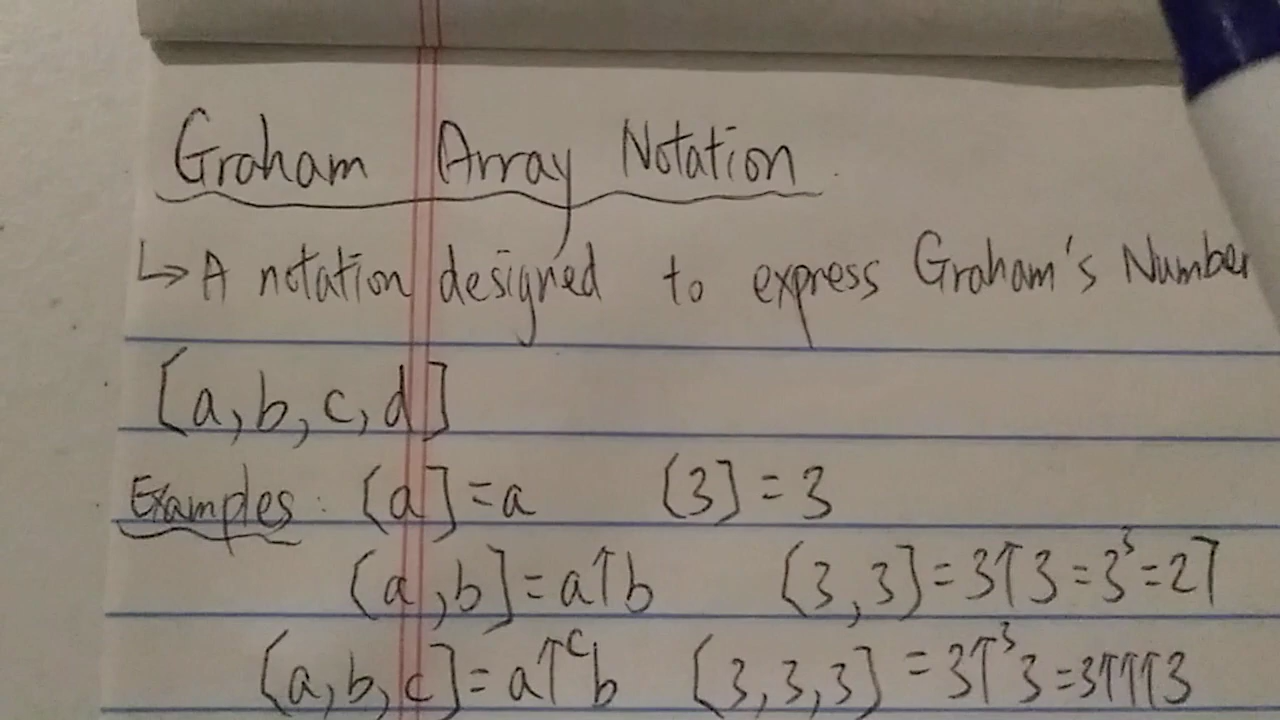 Graham Array Notation
↳ A notation designed to express Graham's Number
[a, b, c, d]
Examples: [a] = a [3] = 3
[a, b] = a↑b [3, 3] = 3↑3 = 3³ = 27
[a, b, c] = a↑ᶜb [3, 3, 3] = 3↑³3 = 3↑↑↑3